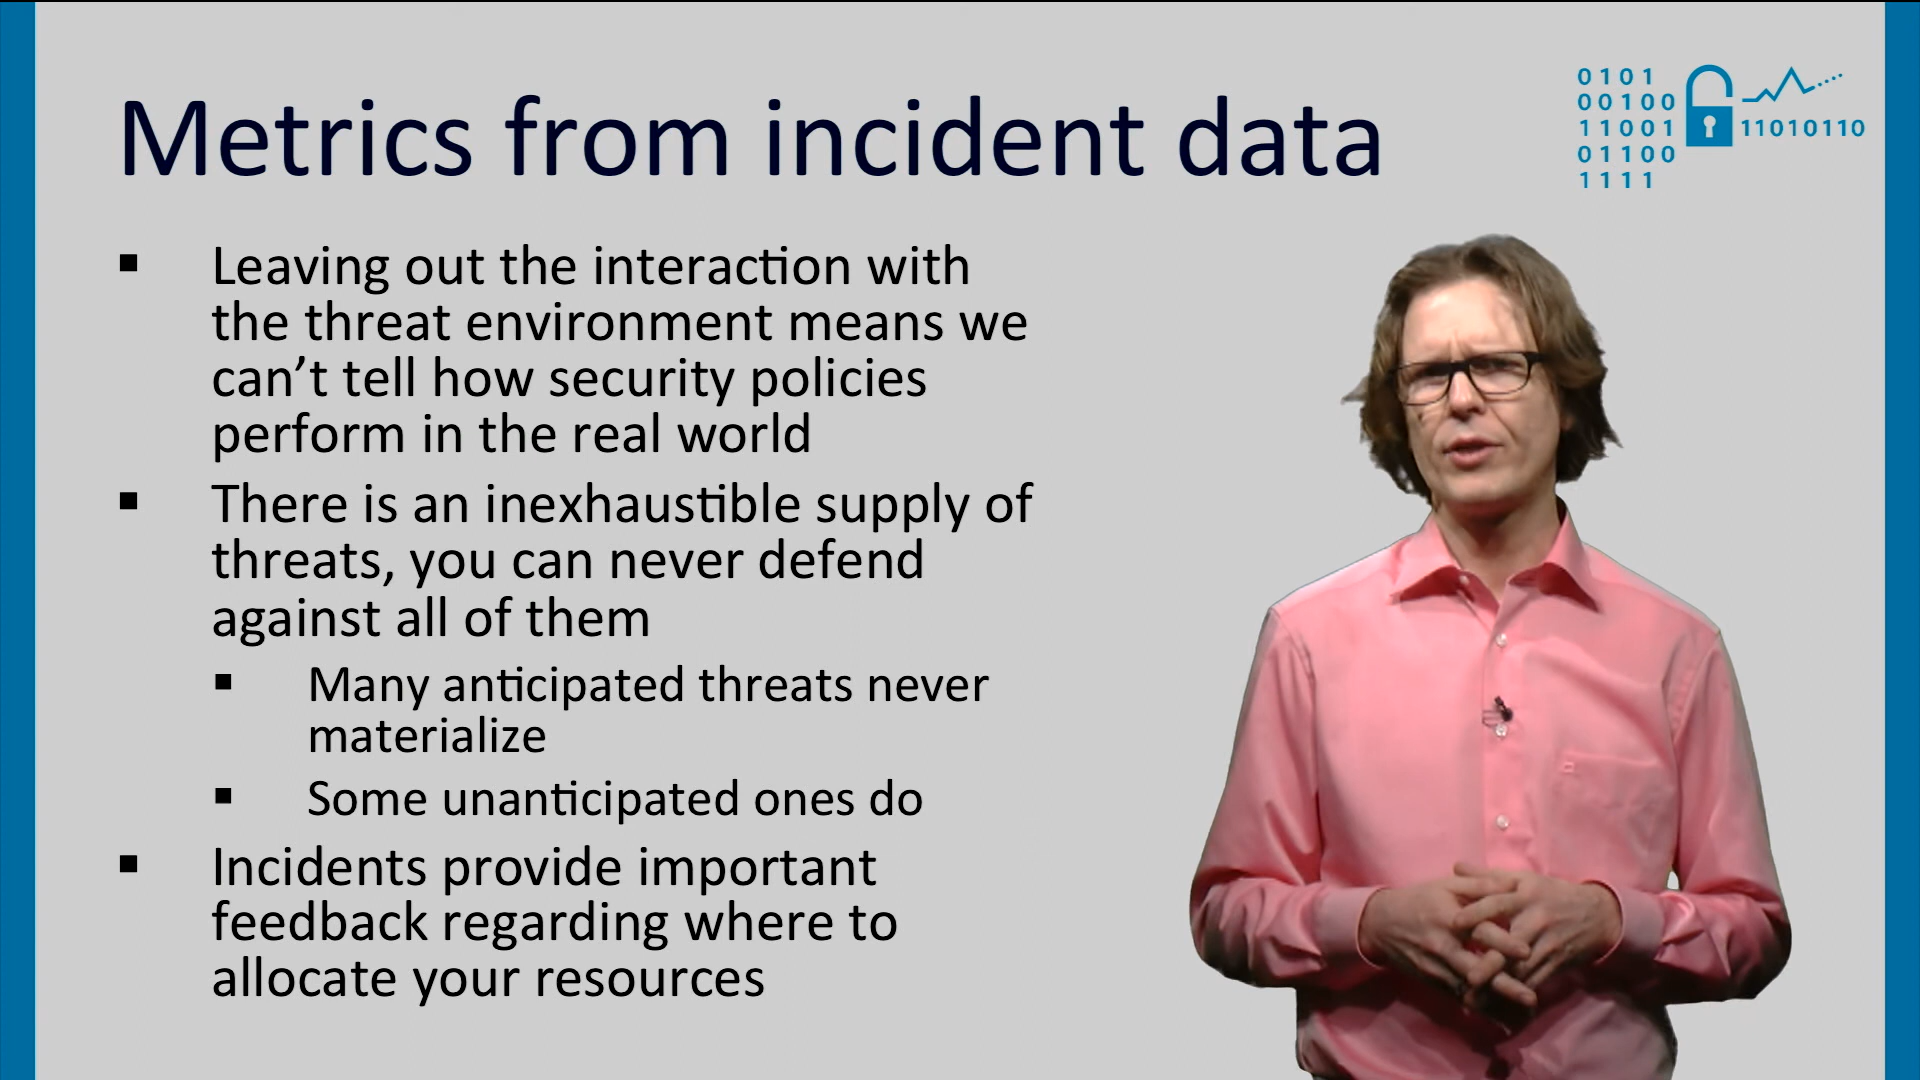 Metrics from incident data
0101
00100
11001
01100
1111
11010110
▪ Leaving out the interaction with
the threat environment means we
can’t tell how security policies
perform in the real world
▪ There is an inexhaustible supply of
threats, you can never defend
against all of them
▪ Many anticipated threats never
materialize
▪ Some unanticipated ones do
▪ Incidents provide important
feedback regarding where to
allocate your resources